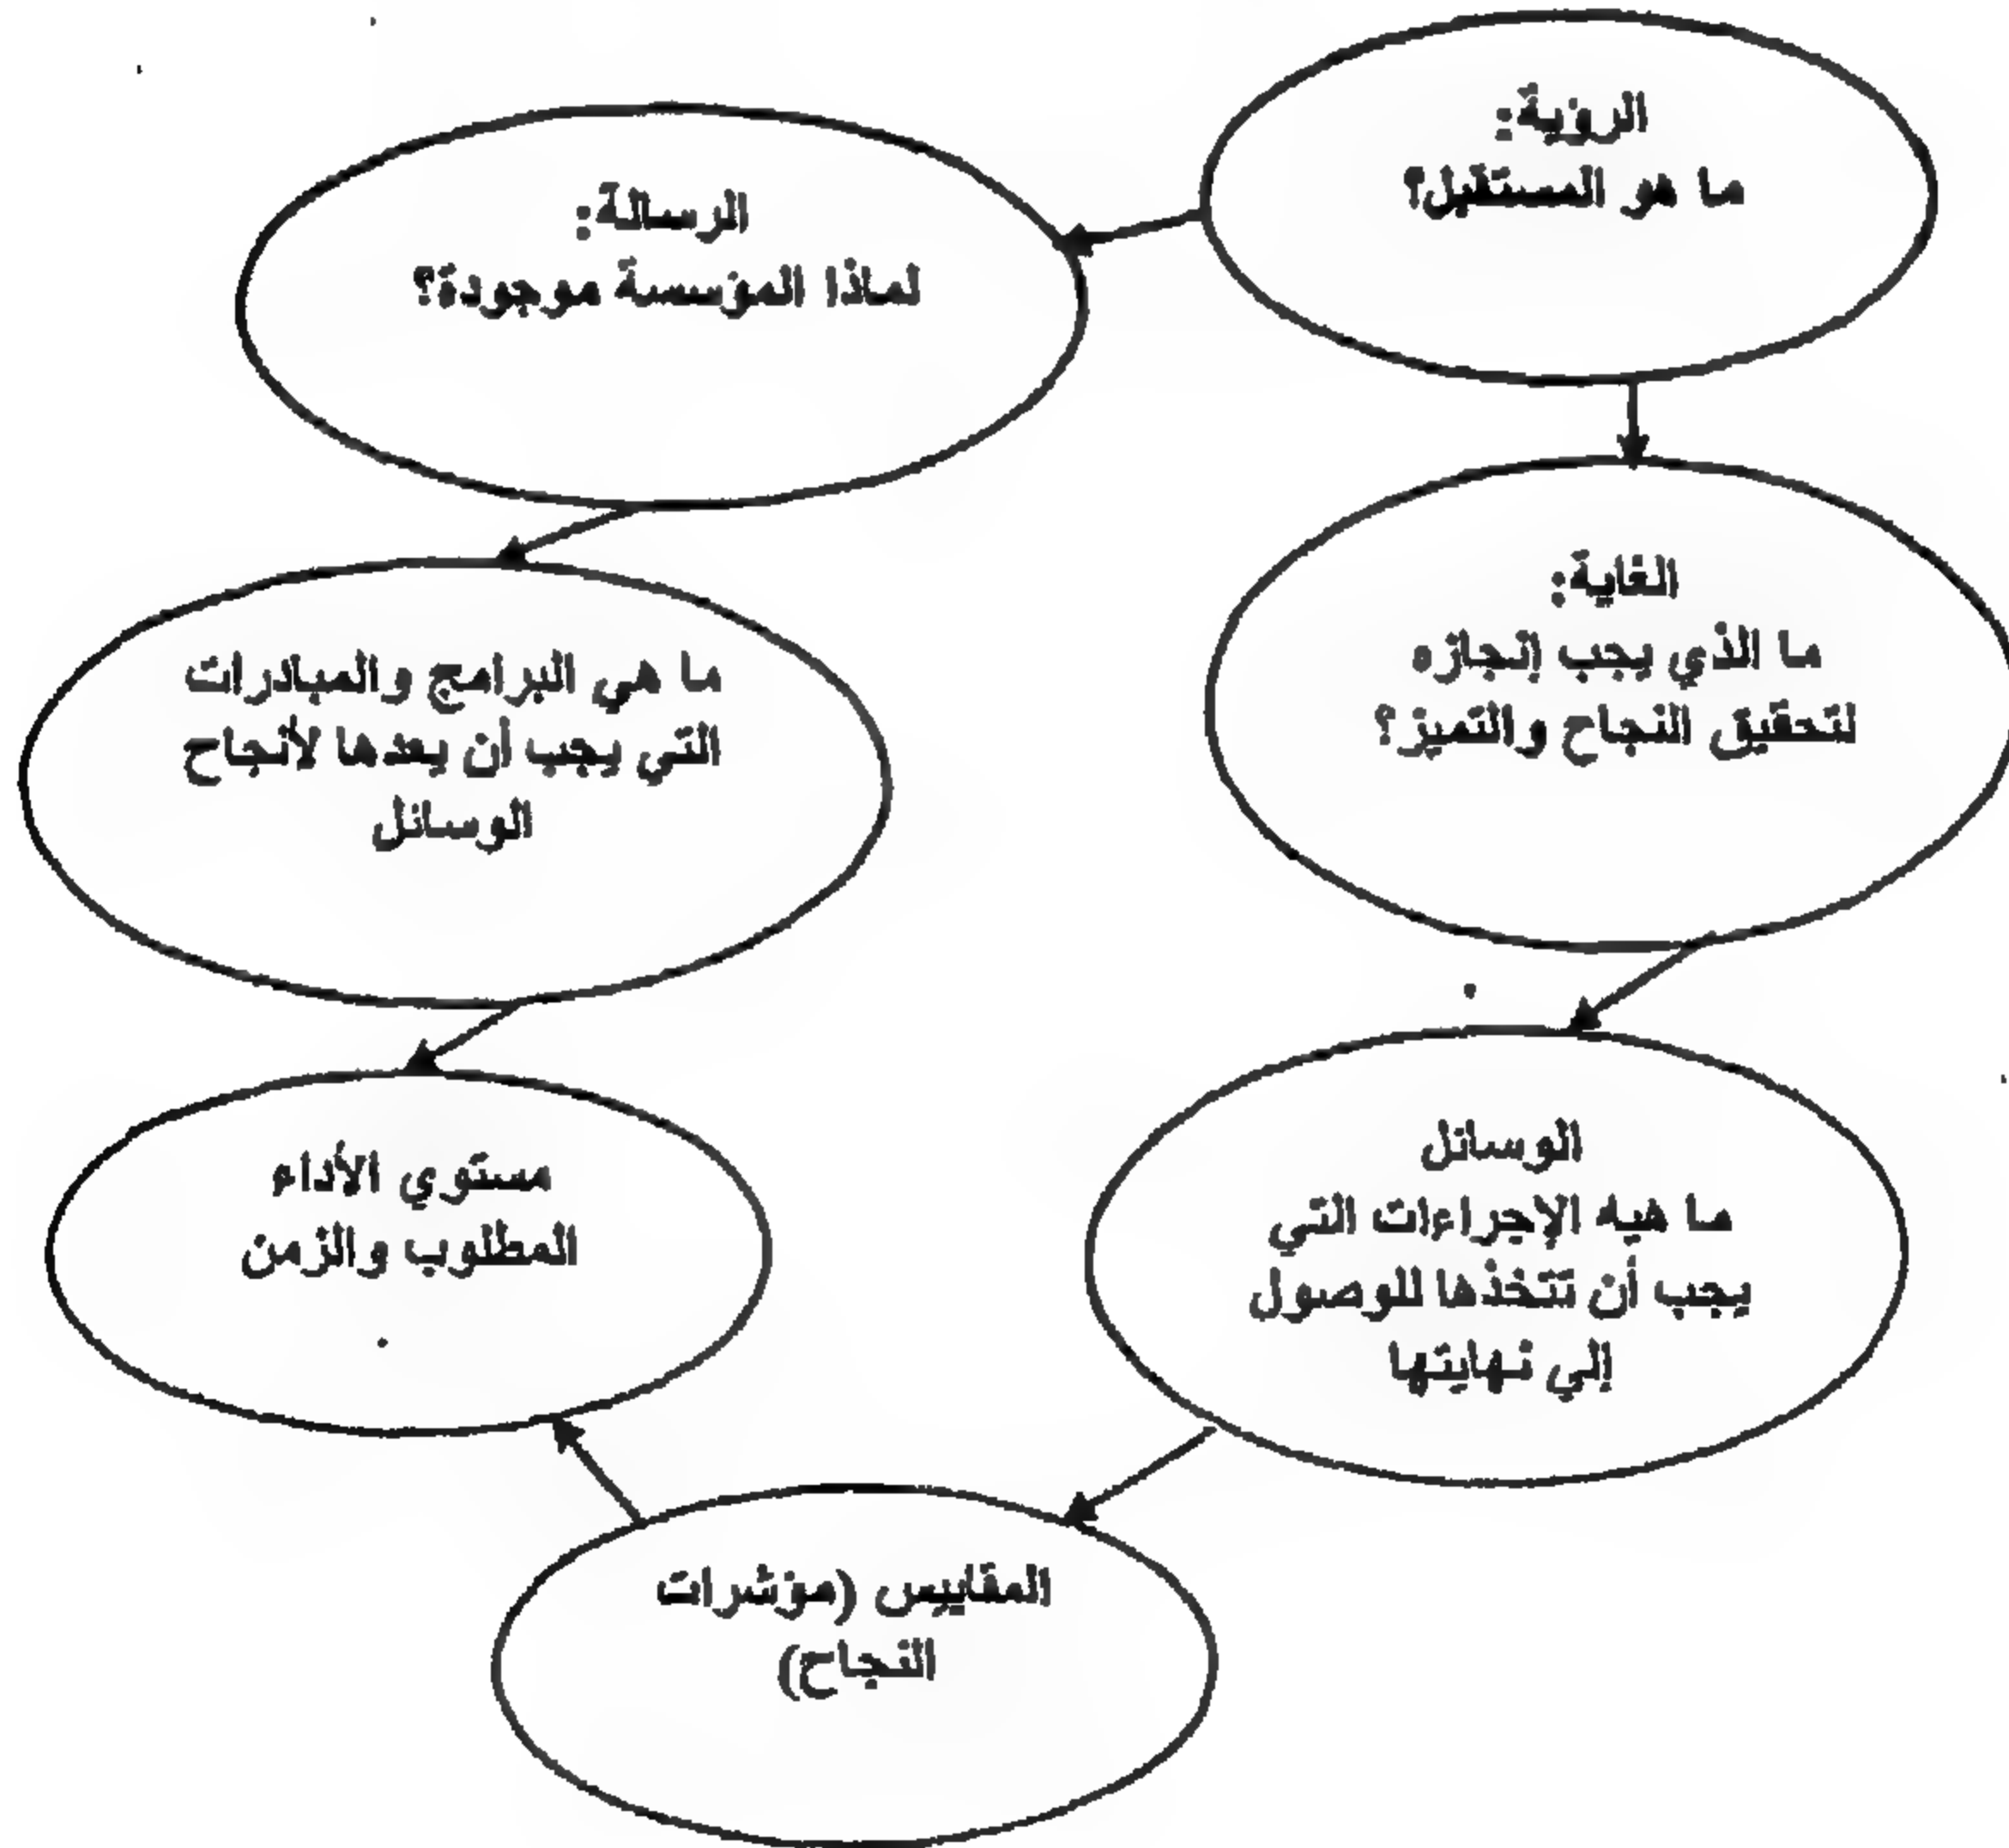 الرؤية:
ما هو المستقبل؟
الرسالة:
لماذا المؤسسة موجودة؟
الغاية:
ما الذي يجب إنجازه
لتحقيق النجاح والتميز؟
ما هي البرامج والمبادرات
التي يجب أن يعدها لأنجاح
الوسائل
الوسائل
ما هيه الإجراءات التي
يجب أن تتخذها للوصول
إلي نهايتها
مستوي الأداء
المطلوب والزمن
المقاييس (مؤشرات
النجاح)